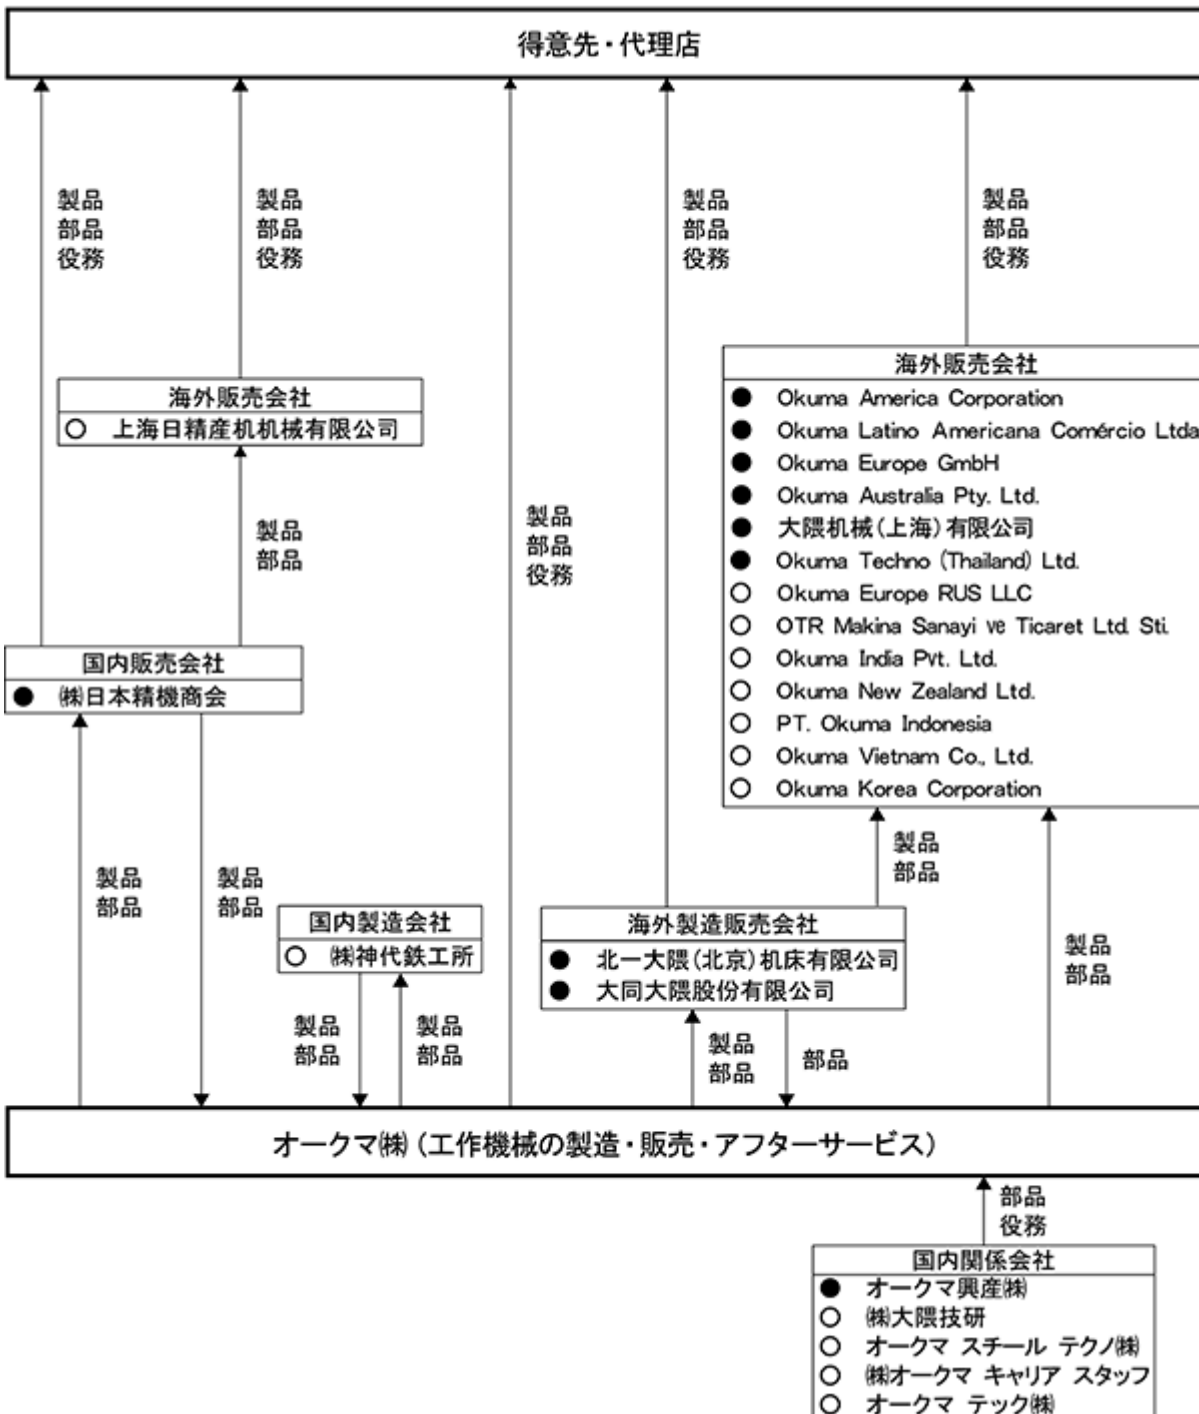 得意先・代理店
製品
部品
役務
製品
部品
役務
製品
部品
役務
製品
部品
役務
海外販売会社
○ 上海日精産机机械有限公司
製品
部品
製品
部品
役務
海外販売会社
● Okuma America Corporation
● Okuma Latino Americana Comércio Ltda
● Okuma Europe GmbH
● Okuma Australia Pty. Ltd.
● 大隈机械(上海)有限公司
● Okuma Techno (Thailand) Ltd.
○ Okuma Europe RUS LLC
○ OTR Makina Sanayi ve Ticaret Ltd. Sti.
○ Okuma India Pvt. Ltd.
○ Okuma New Zealand Ltd.
○ PT. Okuma Indonesia
○ Okuma Vietnam Co., Ltd.
○ Okuma Korea Corporation
国内販売会社
● ㈱日本精機商会
製品
部品
製品
部品
国内製造会社
○ ㈱神代鉄工所
製品
部品
製品
部品
海外製造販売会社
● 北一大隈(北京)机床有限公司
● 大同大隈股份有限公司
製品
部品
製品
部品
部品
製品
部品
オークマ㈱(工作機械の製造・販売・アフターサービス)
部品
役務
国内関係会社
● オークマ興産㈱
○ ㈱大隈技研
○ オークマ スチール テクノ㈱
○ ㈱オークマ キャリア スタッフ
○ オークマ テック㈱